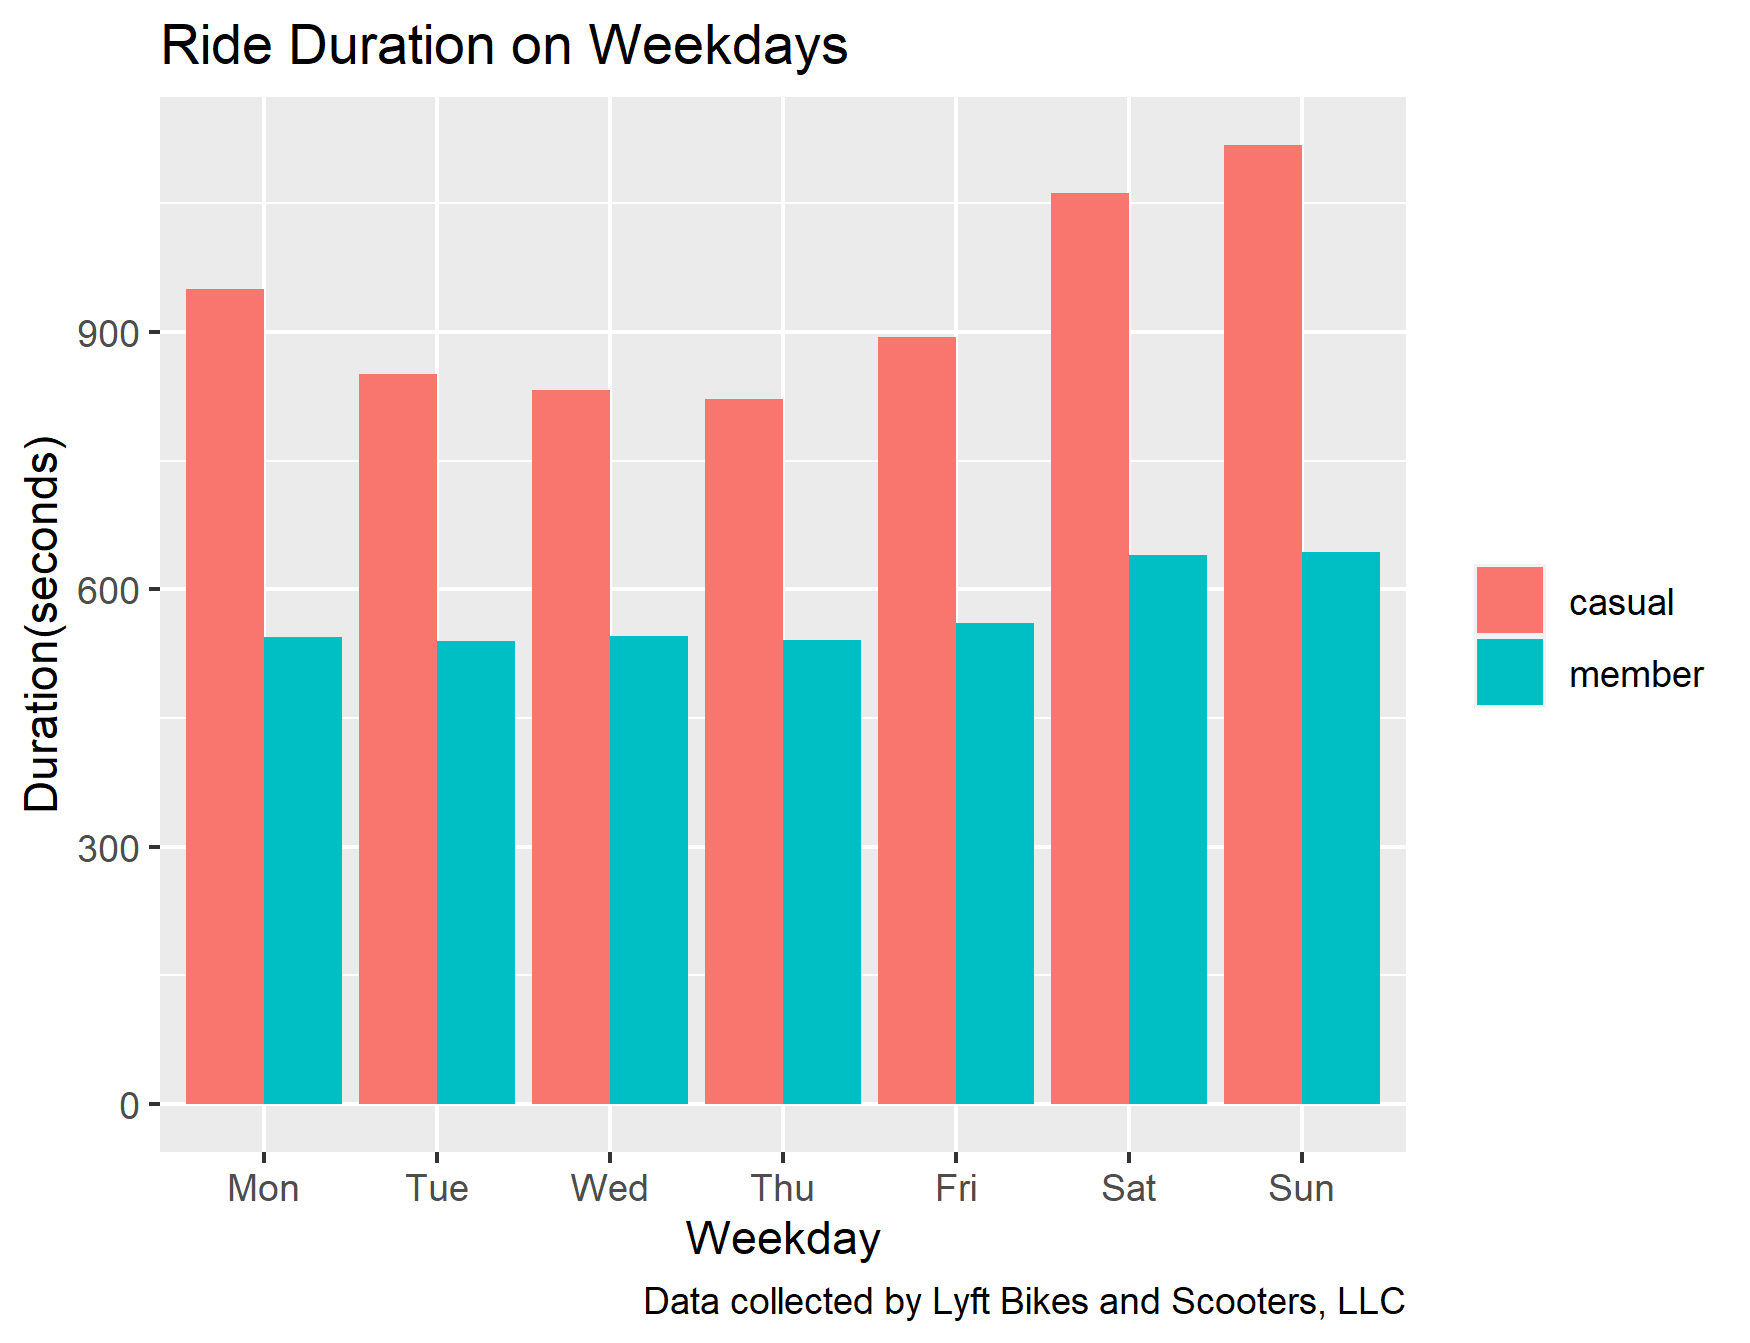 Ride Duration on Weekdays
Duration(seconds)
900
600
300
0
Mon Tue Wed Thu Fri Sat Sun
Weekday
casual
member
Data collected by Lyft Bikes and Scooters, LLC